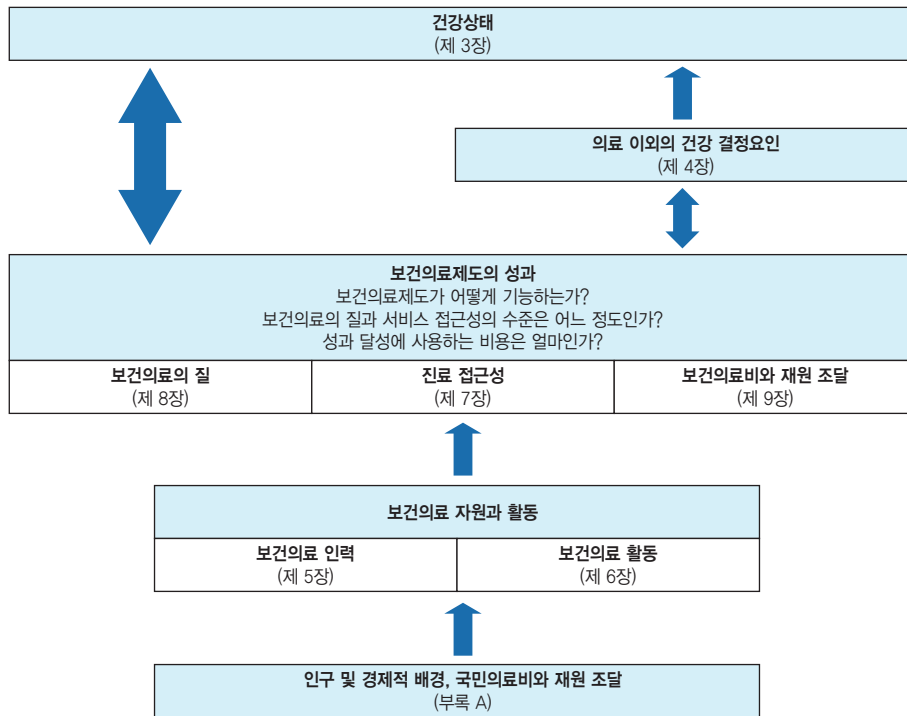 건강상태
(제 3장)
의료 이외의 건강 결정요인
(제 4장)
보건의료제도의 성과
보건의료제도가 어떻게 기능하는가?
보건의료의 질과 서비스 접근성의 수준은 어느 정도인가?
성과 달성에 사용하는 비용은 얼마인가?
보건의료의 질
(제 8장)
진료 접근성
(제 7장)
보건의료비와 재원 조달
(제 9장)
보건의료 자원과 활동
보건의료 인력
(제 5장)
보건의료 활동
(제 6장)
인구 및 경제적 배경, 국민의료비와 재원 조달
(부록 A)